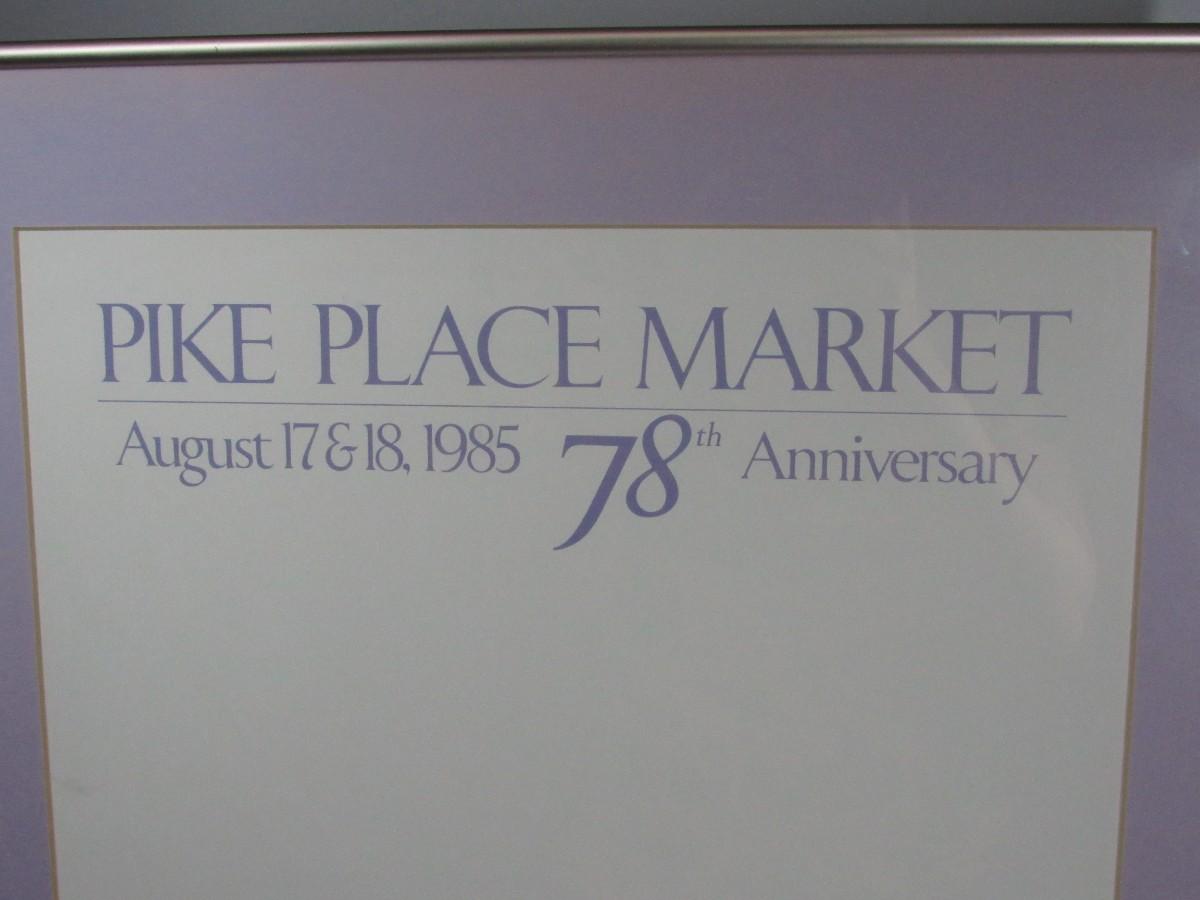 PIKE PLACE MARKET
August 17 & 18, 1985 78th Anniversary